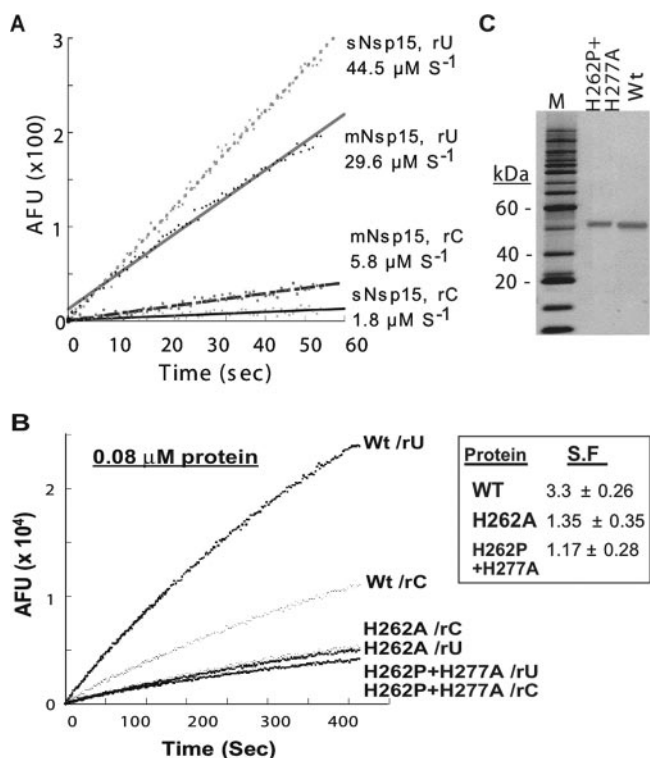 A
AFU (x100)
3
2
1
0
0 10 20 30 40 50 60
Time (sec)
sNsp15, rU
44.5 µM S-1
mNsp15, rU
29.6 µM S-1
mNsp15, rC
5.8 µM S-1
sNsp15, rC
1.8 µM S-1
C
H262P+
H277A
Wt
M
kDa
60 -
40 -
20 -
B
0.08 µM protein
AFU (x 10⁴)
2
1
0
0 100 200 300 400
Time (Sec)
Wt /rU
Wt /rC
H262A /rC
H262A /rU
H262P+H277A /rU
H262P+H277A /rC
Protein S.F
WT 3.3 ± 0.26
H262A 1.35 ± 0.35
H262P 1.17 ± 0.28
+H277A